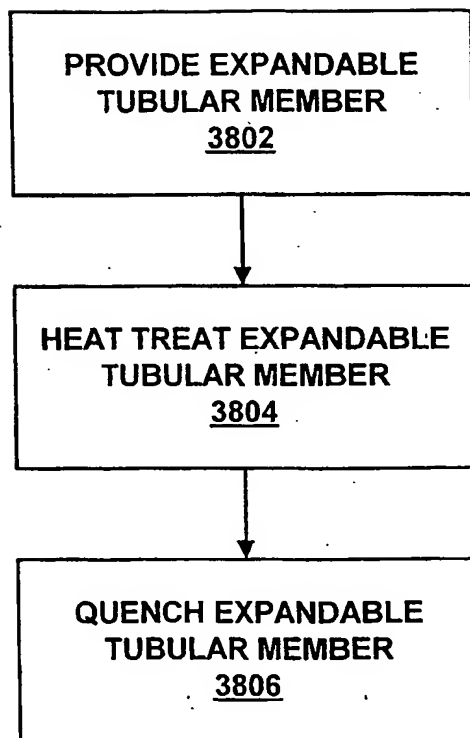 PROVIDE EXPANDABLE
TUBULAR MEMBER
3802
HEAT TREAT EXPANDABLE
TUBULAR MEMBER
3804
QUENCH EXPANDABLE
TUBULAR MEMBER
3806